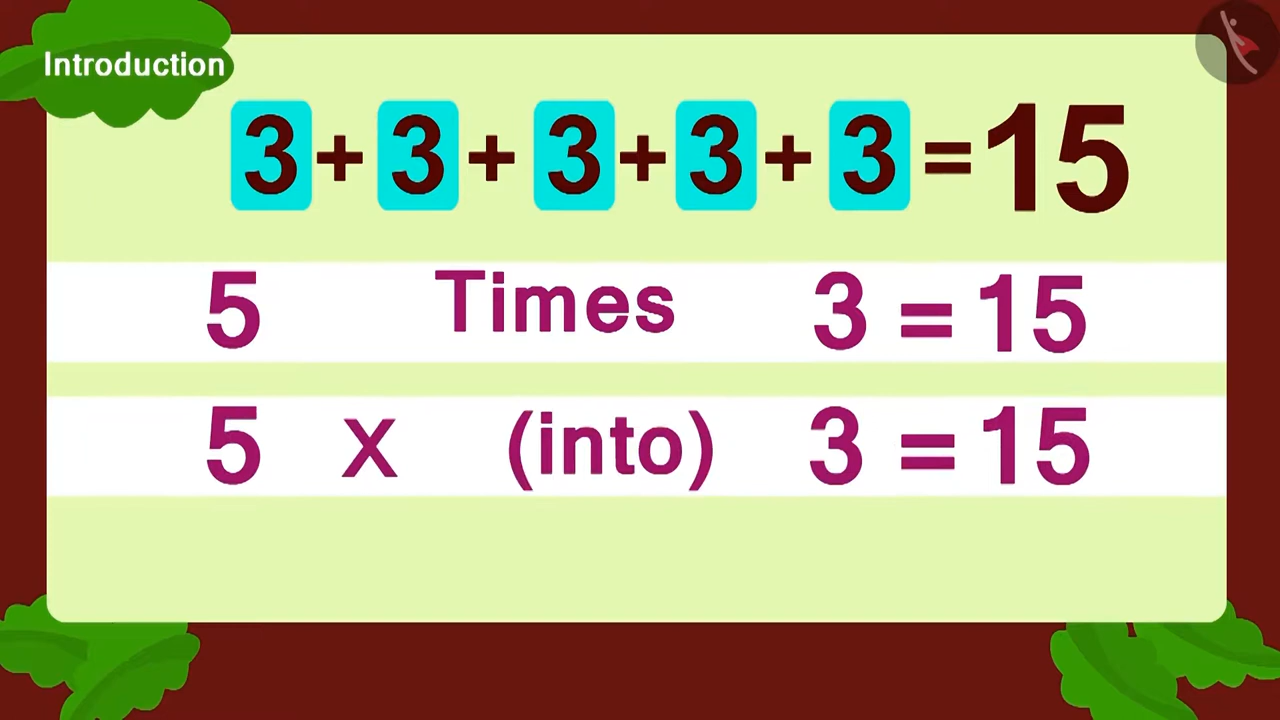 Introduction
3 + 3 + 3 + 3 + 3 = 15
5 Times 3 = 15
5 x (into) 3 = 15